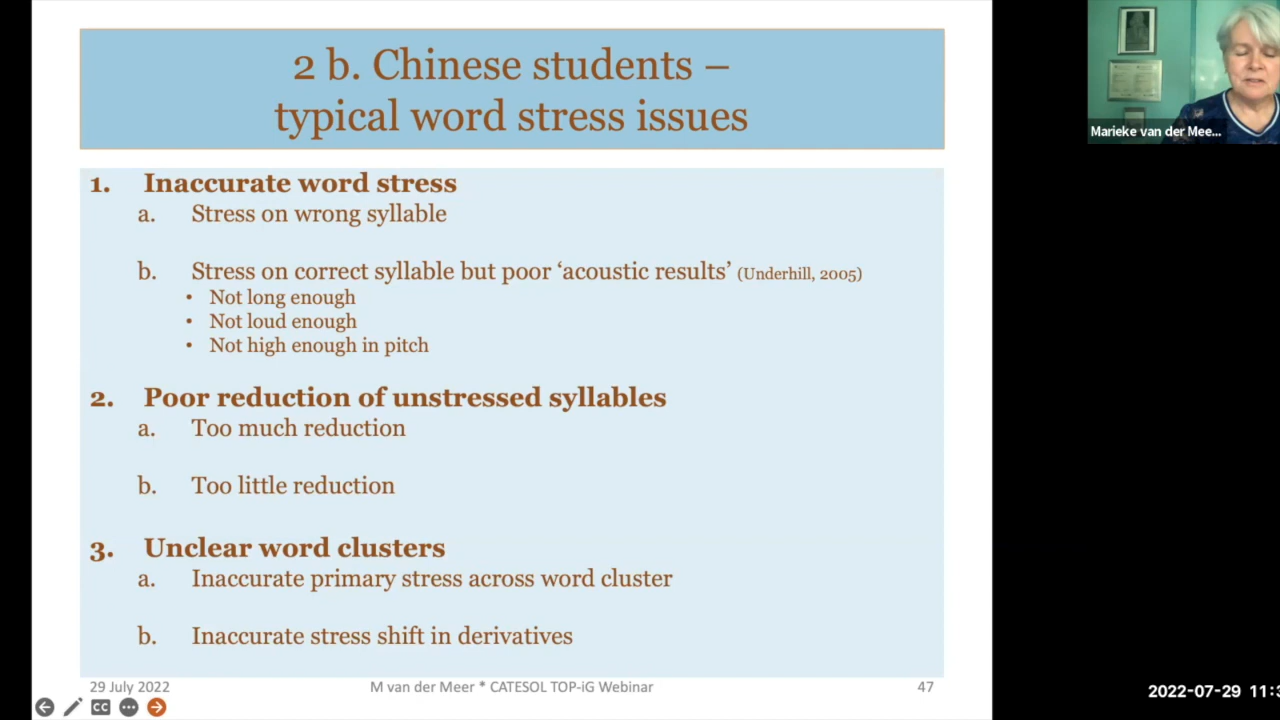 2 b. Chinese students –
typical word stress issues
1. Inaccurate word stress
a. Stress on wrong syllable
b. Stress on correct syllable but poor ‘acoustic results’ (Underhill, 2005)
• Not long enough
• Not loud enough
• Not high enough in pitch
2. Poor reduction of unstressed syllables
a. Too much reduction
b. Too little reduction
3. Unclear word clusters
a. Inaccurate primary stress across word cluster
b. Inaccurate stress shift in derivatives
29 July 2022 M van der Meer * CATESOL TOP-iG Webinar 47
CC
Marieke van der Mee...
2022-07-29 11:3